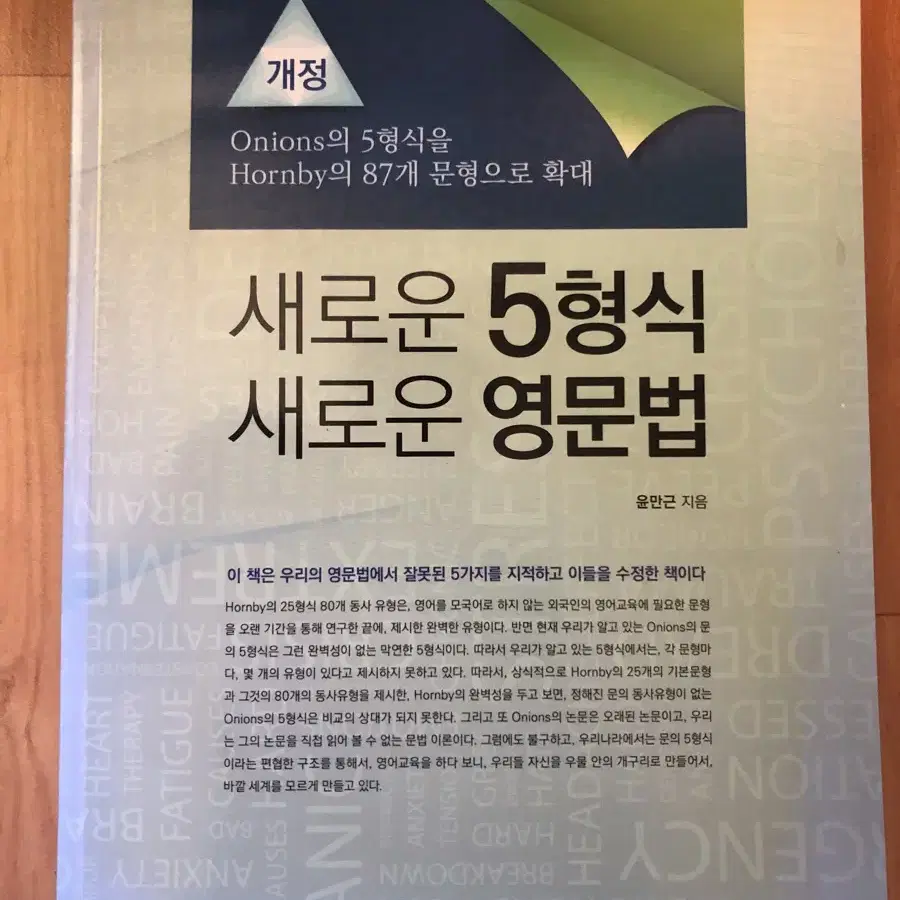 개정
Onions의 5형식을
Hornby의 87개 문형으로 확대
새로운 5형식
새로운 영문법
윤만근 지음
이 책은 우리의 영문법에서 잘못된 5가지를 지적하고 이들을 수정한 책이다
Hornby의 25형식 80개 동사 유형은, 영어를 모국어로 하지 않는 외국인의 영어교육에 필요한 문형
을 오랜 기간을 통해 연구한 끝에, 제시한 완벽한 유형이다. 반면 현재 우리가 알고 있는 Onions의 문
의 5형식은 그런 완벽성이 없는 막연한 5형식이다. 따라서 우리가 알고 있는 5형식에서는, 각 문형마
다, 몇 개의 유형이 있다고 제시하지 못하고 있다. 따라서, 상식적으로 Hornby의 25개의 기본문형
과 그것의 80개의 동사유형을 제시한, Hornby의 완벽성을 두고 보면, 정해진 문의 동사유형이 없는
Onions의 5형식은 비교의 상대가 되지 못한다. 그리고 또 Onions의 논문은 오래된 논문이고, 우리
는 그의 논문을 직접 읽어 볼 수 없는 문법 이론이다. 그럼에도 불구하고, 우리나라에서는 문의 5형식
이라는 편협한 구조를 통해서, 영어교육을 하다 보니, 우리들 자신을 우물 안의 개구리로 만들어서,
바깥 세계를 모르게 만들고 있다.
BAD
PAIN
BRAIN
EXTREME
FATIGUE
HEART
THERAPY
FATIGUE
BAD
ANXIETY
HARD
BREAKDOWN